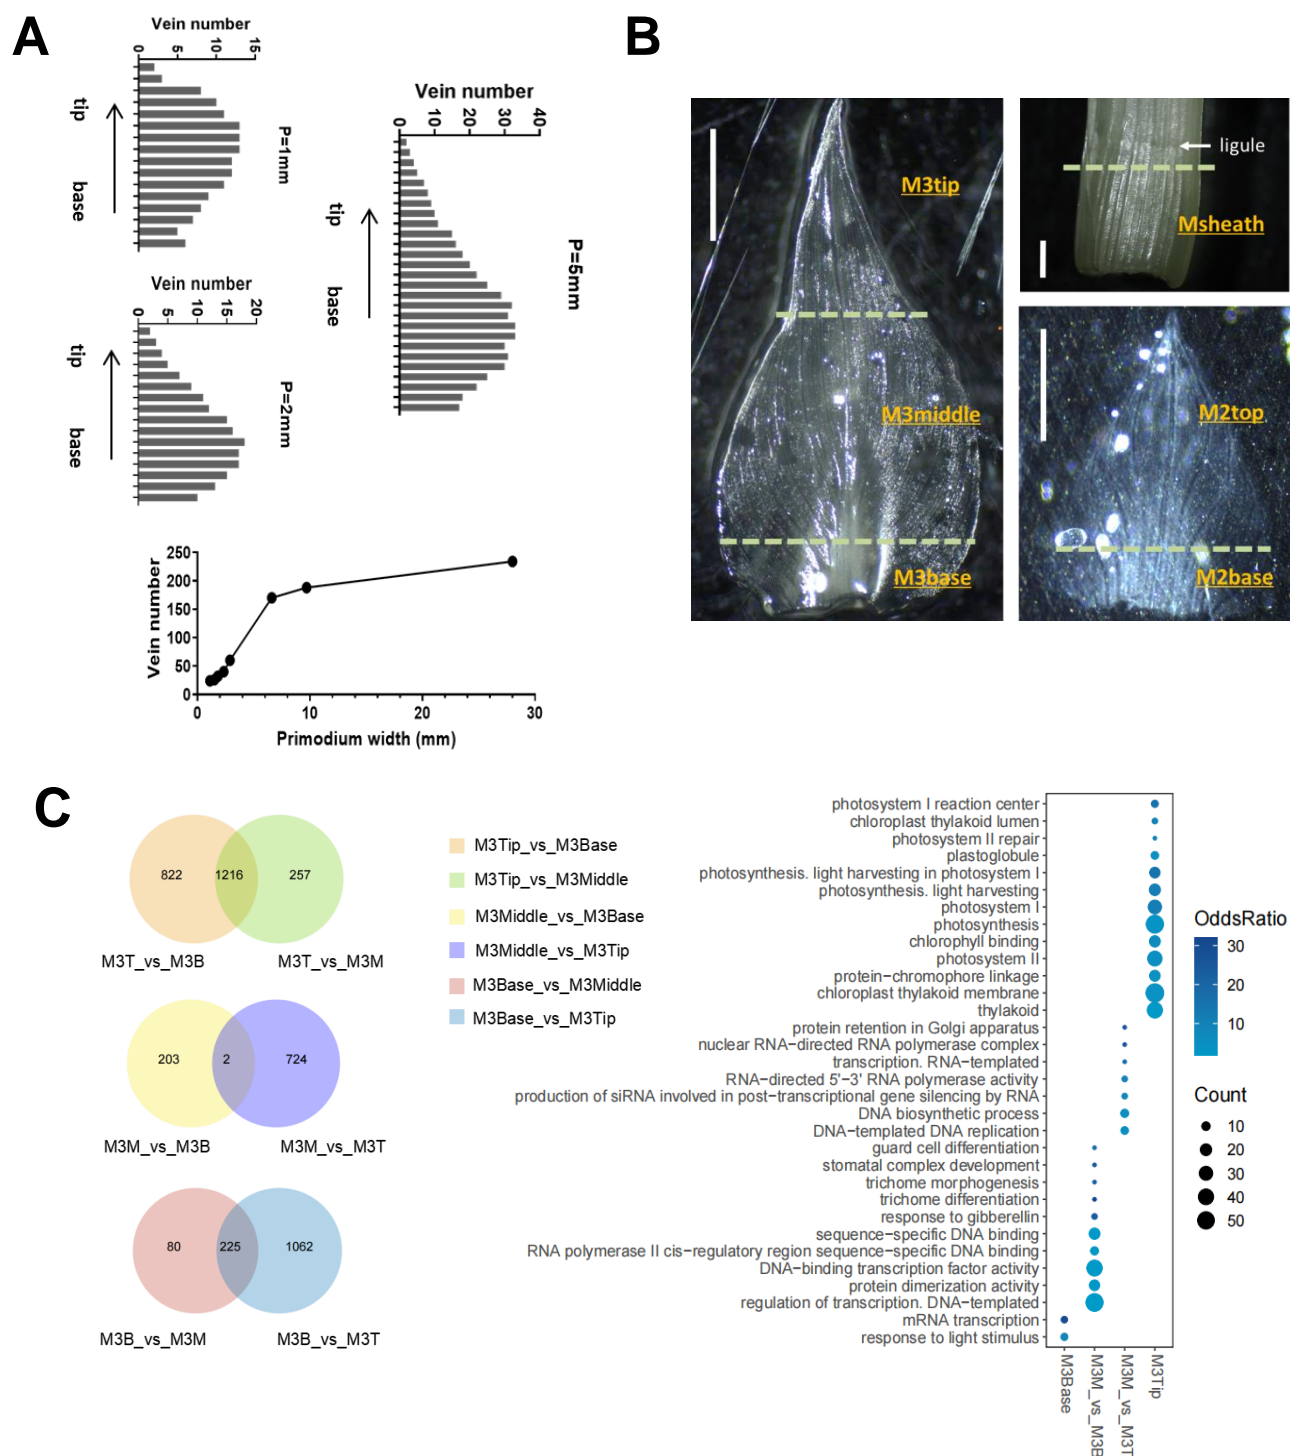 A
Vein number
0 5 10 15
tip
base
P=1mm
Vein number
0 5 10 15 20
tip
base
P=2mm
Vein number
0 10 20 30 40
tip
base
P=5mm
Vein number
250
200
150
100
50
0
0 10 20 30
Primodium width (mm)
B
M3tip
M3middle
M3base
ligule
Msheath
M2top
M2base
C
822 1216 257
M3T_vs_M3B M3T_vs_M3M
203 2 724
M3M_vs_M3B M3M_vs_M3T
80 225 1062
M3B_vs_M3M M3B_vs_M3T
M3Tip_vs_M3Base
M3Tip_vs_M3Middle
M3Middle_vs_M3Base
M3Middle_vs_M3Tip
M3Base_vs_M3Middle
M3Base_vs_M3Tip
photosystem I reaction center
chloroplast thylakoid lumen
photosystem II repair
plastoglobule
photosynthesis. light harvesting in photosystem I
photosynthesis. light harvesting
photosystem I
photosynthesis
chlorophyll binding
photosystem II
protein−chromophore linkage
chloroplast thylakoid membrane
thylakoid
protein retention in Golgi apparatus
nuclear RNA−directed RNA polymerase complex
transcription. RNA−templated
RNA−directed 5'−3' RNA polymerase activity
production of siRNA involved in post−transcriptional gene silencing by RNA
DNA biosynthetic process
DNA−templated DNA replication
guard cell differentiation
stomatal complex development
trichome morphogenesis
trichome differentiation
response to gibberellin
sequence−specific DNA binding
RNA polymerase II cis−regulatory region sequence−specific DNA binding
DNA−binding transcription factor activity
protein dimerization activity
regulation of transcription. DNA−templated
mRNA transcription
response to light stimulus
M3Base
M3M_vs_M3B
M3M_vs_M3T
M3Tip
OddsRatio
30
20
10
Count
10
20
30
40
50